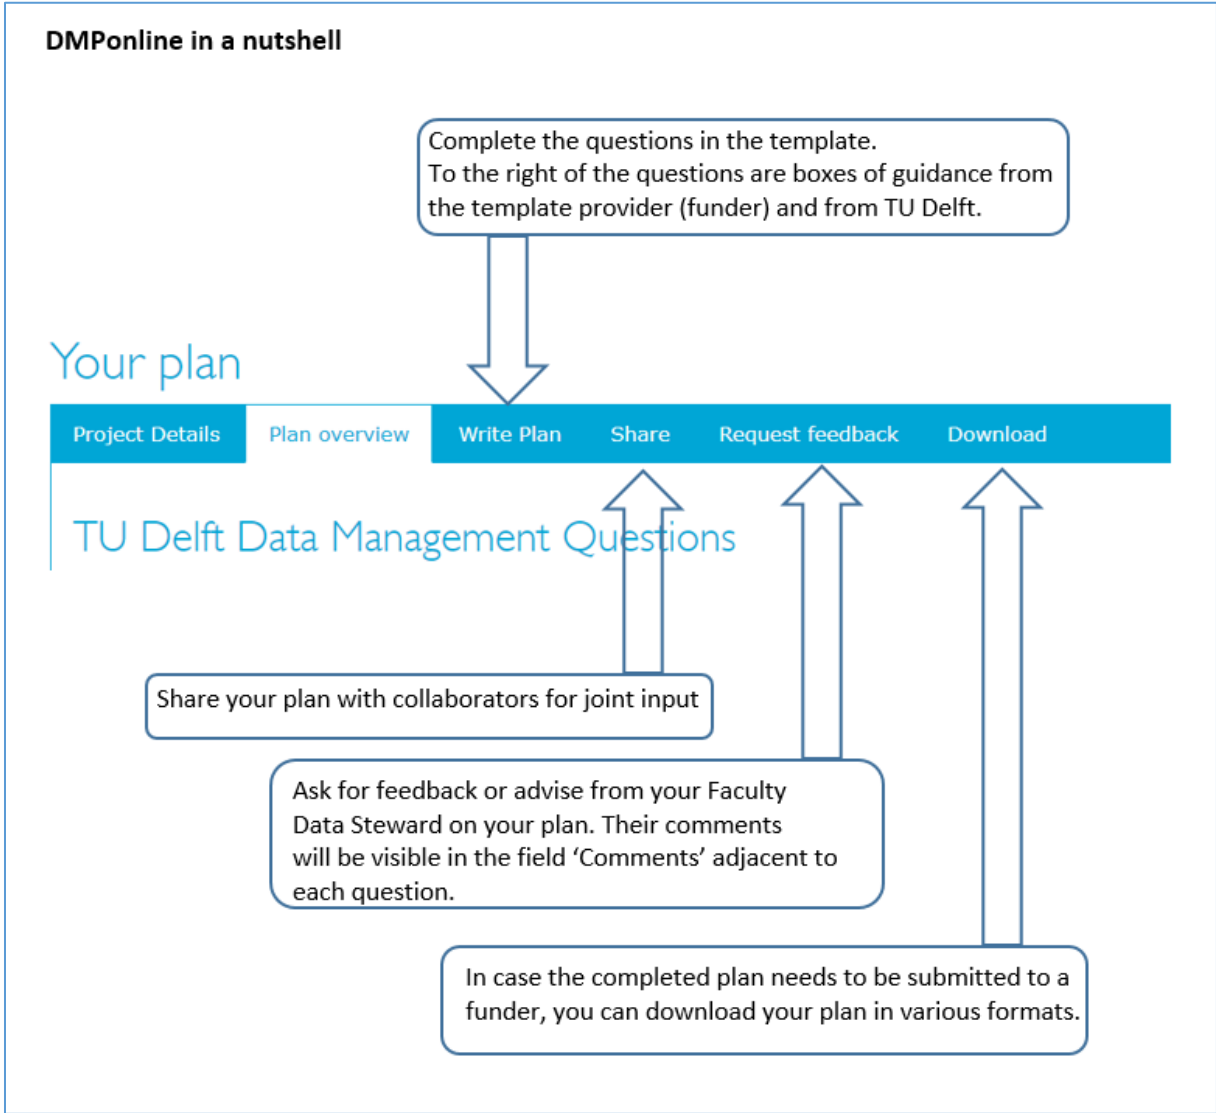 DMPonline in a nutshell
Complete the questions in the template.
To the right of the questions are boxes of guidance from
the template provider (funder) and from TU Delft.
Your plan
Project Details Plan overview Write Plan Share Request feedback Download
TU Delft Data Management Questions
Share your plan with collaborators for joint input
Ask for feedback or advise from your Faculty
Data Steward on your plan. Their comments
will be visible in the field ‘Comments’ adjacent to
each question.
In case the completed plan needs to be submitted to a
funder, you can download your plan in various formats.